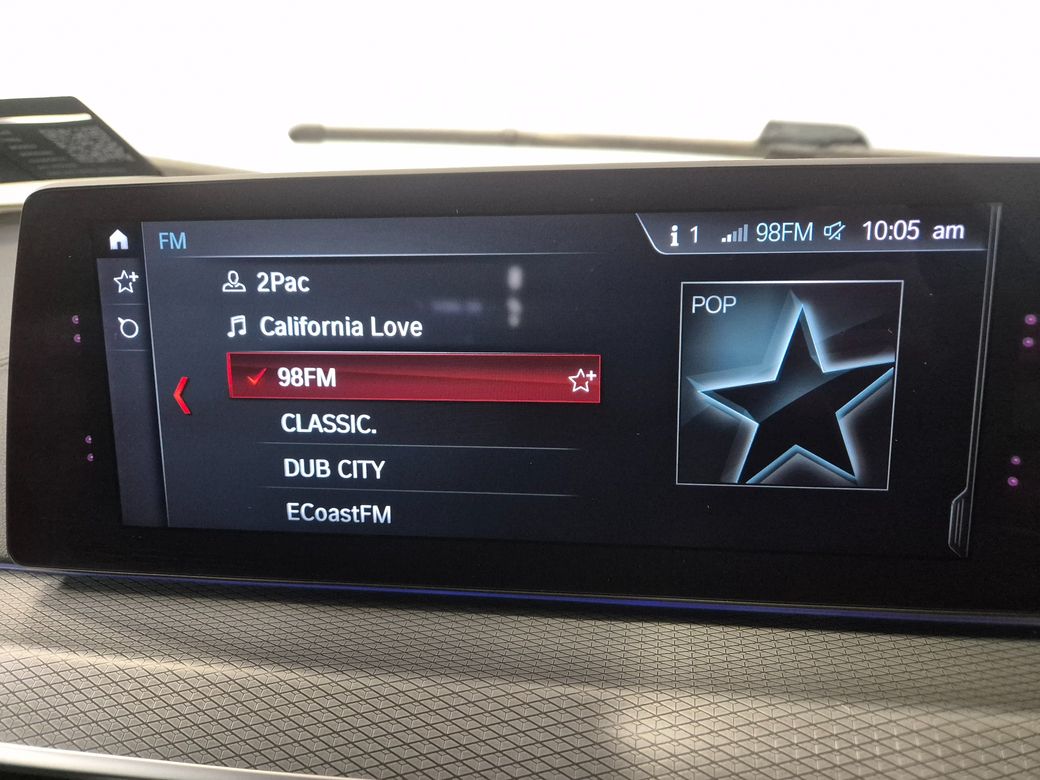 FM
1 98FM 10:05 am
2Pac
POP
California Love
98FM
CLASSIC.
DUB CITY
ECoastFM